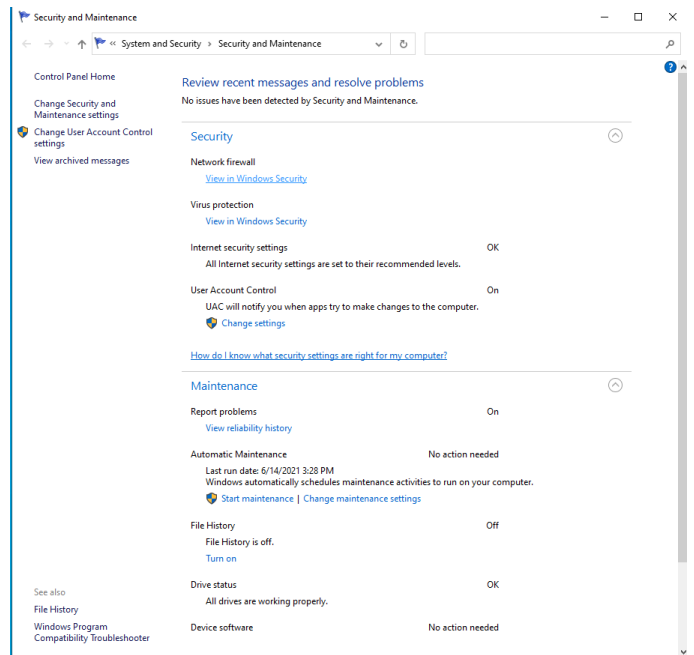 Security and Maintenance
« System and Security > Security and Maintenance
Control Panel Home
Change Security and
Maintenance settings
Change User Account Control
settings
View archived messages
Review recent messages and resolve problems
No issues have been detected by Security and Maintenance.
Security
Network firewall
View in Windows Security
Virus protection
View in Windows Security
Internet security settings OK
All Internet security settings are set to their recommended levels.
User Account Control On
UAC will notify you when apps try to make changes to the computer.
Change settings
How do I know what security settings are right for my computer?
Maintenance
Report problems On
View reliability history
Automatic Maintenance No action needed
Last run date: 6/14/2021 3:28 PM
Windows automatically schedules maintenance activities to run on your computer.
Start maintenance | Change maintenance settings
File History Off
File History is off.
Turn on
Drive status OK
All drives are working properly.
Device software No action needed
See also
File History
Windows Program
Compatibility Troubleshooter